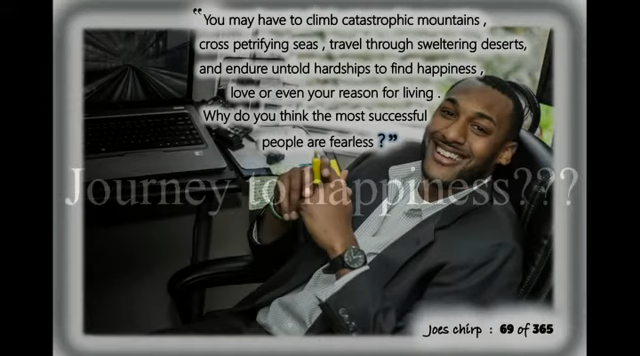 “You may have to climb catastrophic mountains ,
cross petrifying seas , travel through sweltering deserts,
and endure untold hardships to find happiness ,
love or even your reason for living .
Why do you think the most successful
people are fearless ?”
Journey to happiness???
Joes chirp : 69 of 365